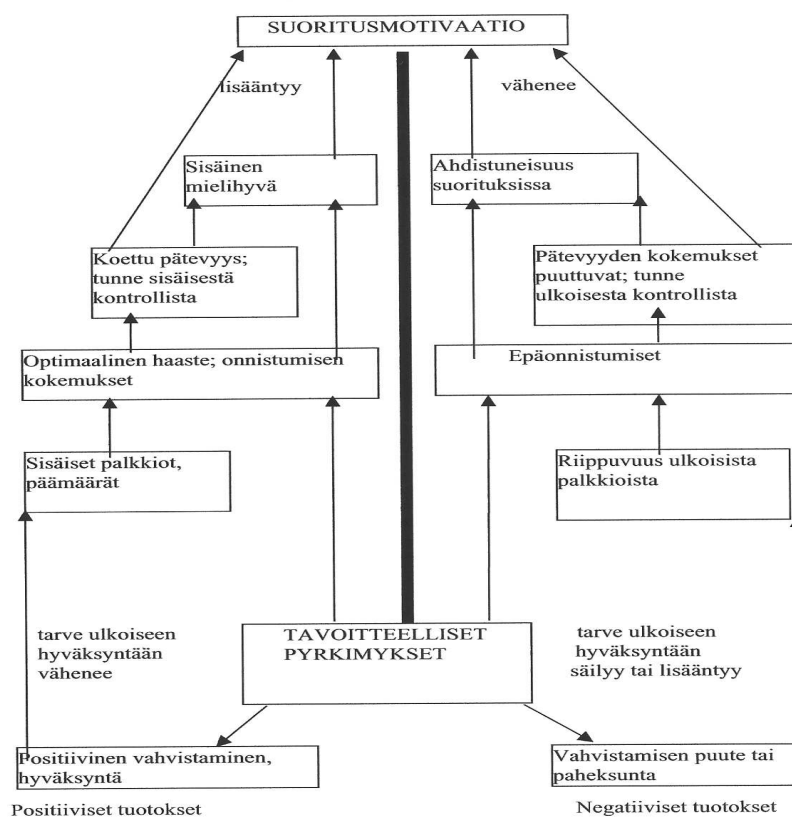 SUORITUSMOTIVAATIO
lisääntyy
vähenee
Sisäinen
mielihyvä
Ahdistuneisuus
suorituksissa
Koettu pätevyys;
tunne sisäisestä
kontrollista
Pätevyyden kokemukset
puuttuvat; tunne
ulkoisesta kontrollista
Optimaalinen haaste; onnistumisen
kokemukset
Epäonnistumiset
Sisäiset palkkiot,
päämäärät
Riippuvuus ulkoisista
palkkioista
tarve ulkoiseen
hyväksyntään
vähenee
TAVOITTEELLISET
PYRKIMYKSET
tarve ulkoiseen
hyväksyntään
säilyy tai lisääntyy
Positiivinen vahvistaminen,
hyväksyntä
Vahvistamisen puute tai
paheksunta
Positiiviset tuotokset
Negatiiviset tuotokset